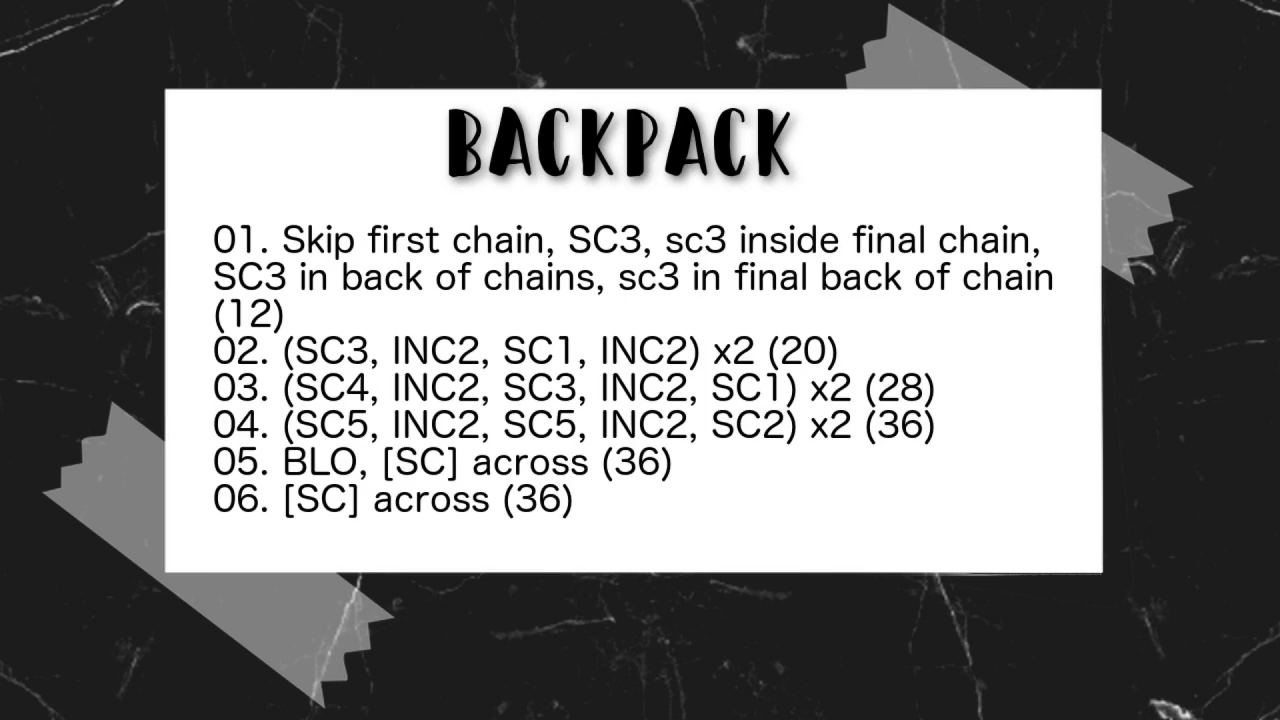 BACKPACK
01. Skip first chain, SC3, sc3 inside final chain,
SC3 in back of chains, sc3 in final back of chain
(12)
02. (SC3, INC2, SC1, INC2) x2 (20)
03. (SC4, INC2, SC3, INC2, SC1) x2 (28)
04. (SC5, INC2, SC5, INC2, SC2) x2 (36)
05. BLO, [SC] across (36)
06. [SC] across (36)